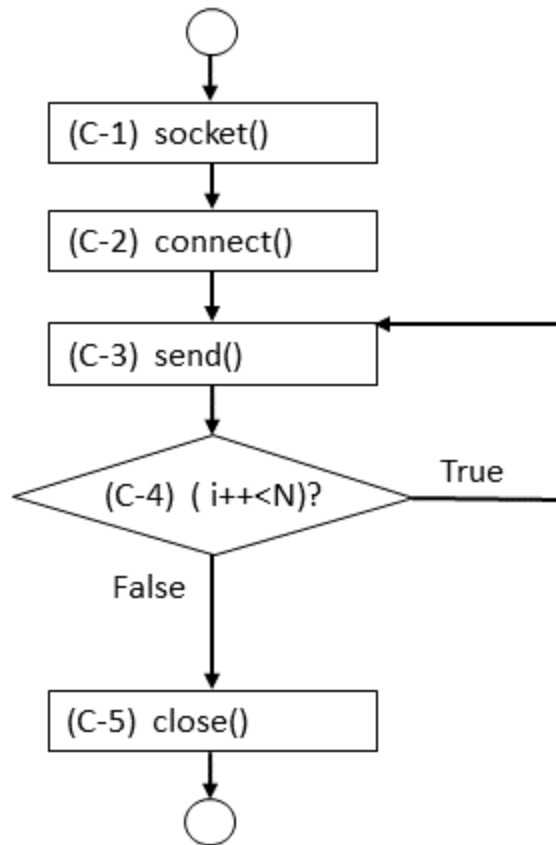 (C-1) socket()
(C-2) connect()
(C-3) send()
(C-4) ( i++<N)?
True
False
(C-5) close()